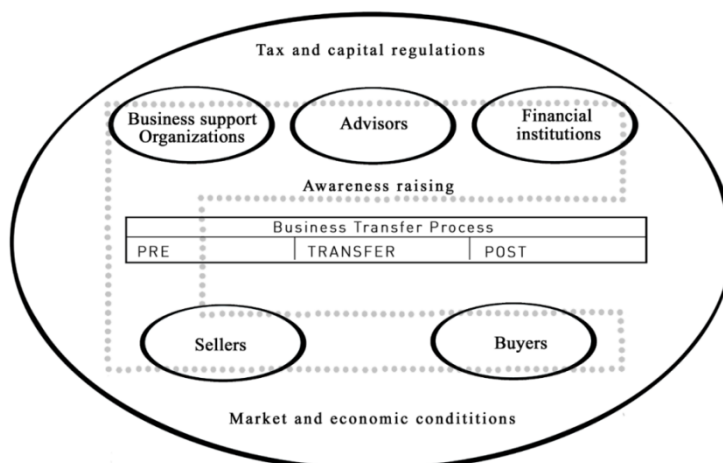 Tax and capital regulations
Business support
Organizations
Advisors
Financial
institutions
Awareness raising
Business Transfer Process
PRE
TRANSFER
POST
Sellers
Buyers
Market and economic condititions